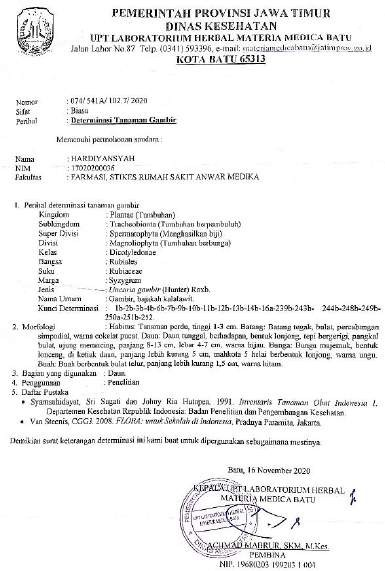 PEMERINTAH PROVINSI JAWA TIMUR
DINAS KESEHATAN
UPT LABORATORIUM HERBAL MATERIA MEDICA BATU
Jalan Lahor No.87 Telp. (0341) 593396, e-mail: materiamedicabatu@jatimprov.go.id
KOTA BATU 65313
Nomor : 074/ 541A/ 102.7/ 2020
Sifat : Biasa
Perihal : Determinasi Tanaman Gambir
Memenuhi permohonan saudara :
Nama : HARDIYANSYAH
NIM : 17020200036
Fakultas : FARMASI, STIKES RUMAH SAKIT ANWAR MEDIKA
1. Perihal determinasi tanaman gambir
Kingdom : Plantae (Tumbuhan)
Subkingdom : Tracheobionta (Tumbuhan berpembuluh)
Super Divisi : Spermatophyta (Menghasilkan biji)
Divisi : Magnoliophyta (Tumbuhan berbunga)
Kelas : Dicotyledonae
Bangsa : Rubiales
Suku : Rubiaceae
Marga : Syzygium
Jenis : Uncaria gambir (Hunter) Roxb.
Nama Umum : Gambir, bajakah kalalawit.
Kunci Determinasi : 1b-2b-3b-4b-6b-7b-9b-10b-11b-12b-13b-14b-16a-239b-243b- 244b-248b-249b-
250a-251b-252
2. Morfologi : Habitus: Tanaman perdu, tinggi 1-3 cm. Batang: Batang tegak, bulat, percabangan
simpodial, warna cokelat pucat. Daun: Daun tunggal, berhadapan, bentuk lonjong, tepi bergerigi, pangkal
bulat, ujung meruncing, panjang 8-13 cm, lebar 4-7 cm, warna hijau. Bunga: Bunga majemuk, bentuk
lonceng, di ketiak daun, panjang lebih kurang 5 cm, mahkota 5 helai berbentuk lonjong, warna ungu.
Buah: Buah berbentuk bulat telur, panjang lebih kurang 1,5 cm, warna hitam.
3. Bagian yang digunakan : Daun
4. Penggunaan : Penelitian
5. Daftar Pustaka
• Syamsuhidayat, Sri Sugati dan Johny Ria Hutapea. 1991. Inventaris Tanaman Obat Indonesia I.
Departemen Kesehatan Republik Indonesia: Badan Penelitian dan Pengembangan Kesehatan.
• Van Steenis, CGGJ. 2008. FLORA: untuk Sekolah di Indonesia, Pradnya Paramita, Jakarta.
Demikian surat keterangan determinasi ini kami buat untuk dipergunakan sebagaimana mestinya.
Batu, 16 November 2020
KEPALA UPT LABORATORIUM HERBAL
MATERIA MEDICA BATU
ACHMAD MABRUR, SKM, M.Kes.
PEMBINA
NIP. 19680203 199203 1 004